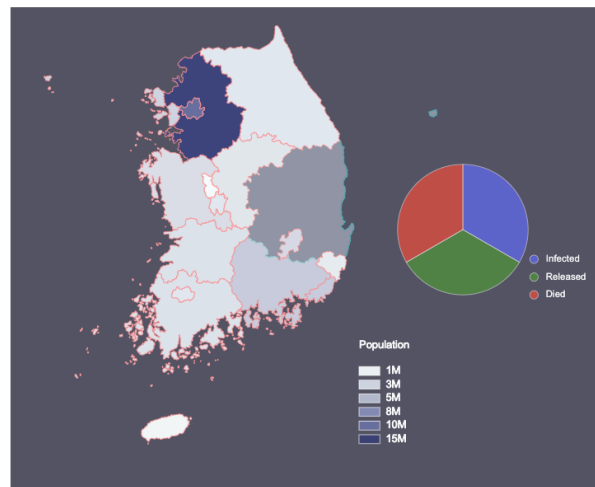 Infected
Released
Died
Population
1M
3M
5M
8M
10M
15M